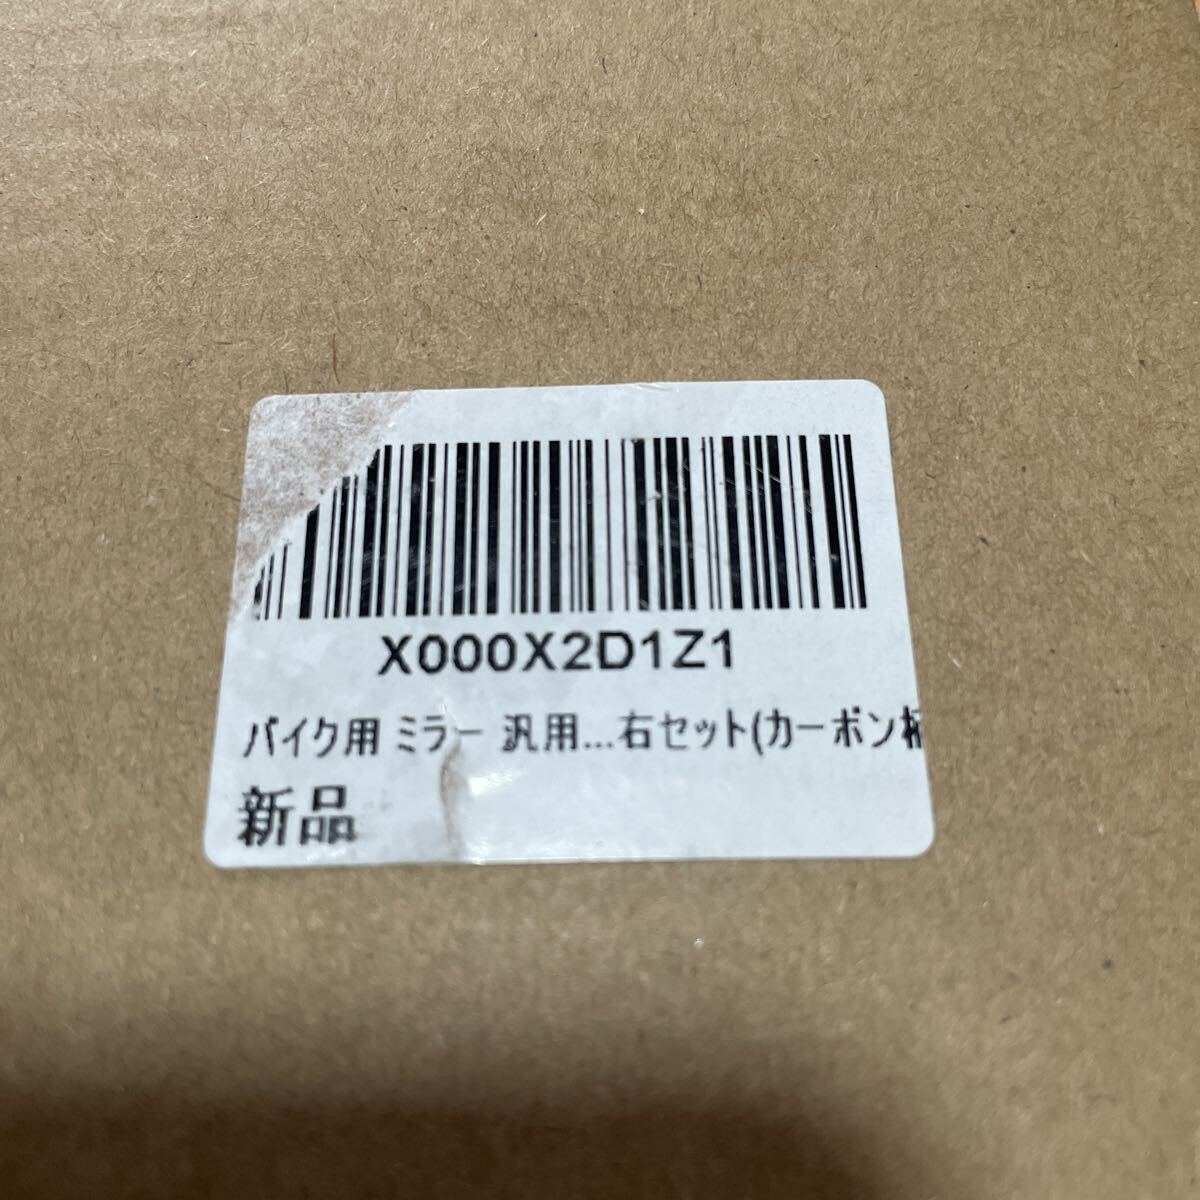 X000X2D1Z1
バイク用 ミラー 汎用...右セット(カーボン柄
新品